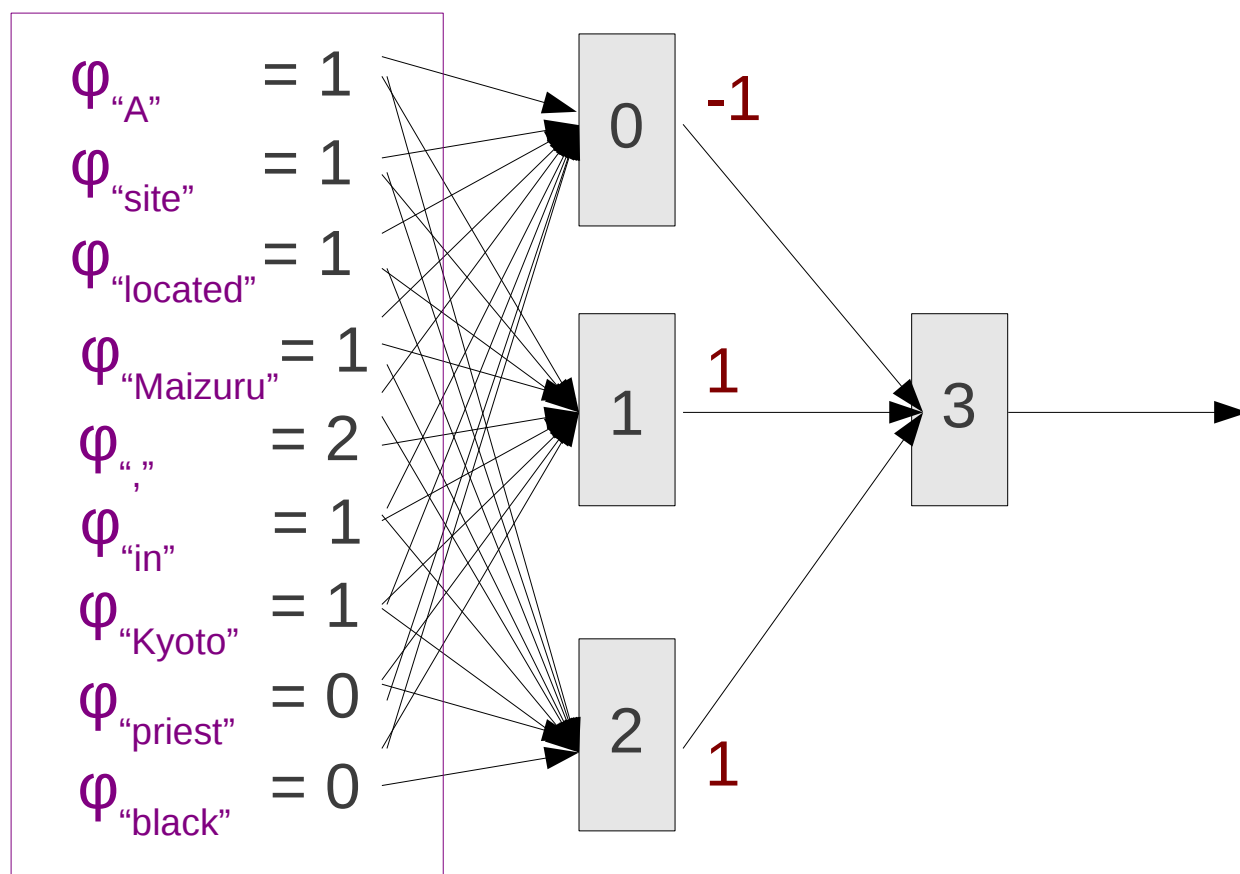 φ“A” = 1
φ“site” = 1
φ“located” = 1
φ“Maizuru” = 1
φ“,” = 2
φ“in” = 1
φ“Kyoto” = 1
φ“priest” = 0
φ“black” = 0
0
-1
1
1
2
1
3